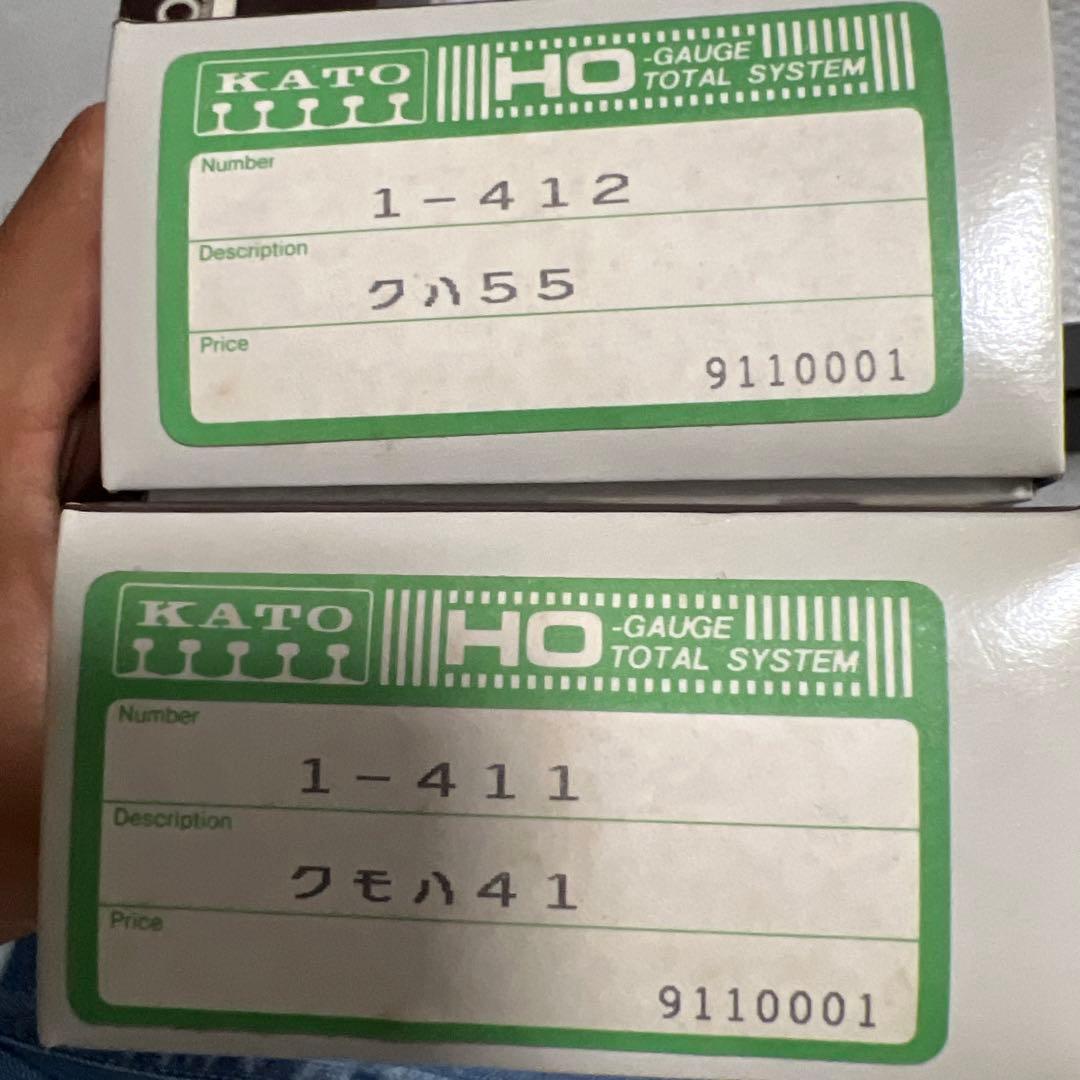 KATO
HO -GAUGE
TOTAL SYSTEM
Number
1-412
Description
クハ55
Price
9110001
KATO
HO -GAUGE
TOTAL SYSTEM
Number
1-411
Description
クモハ41
Price
9110001